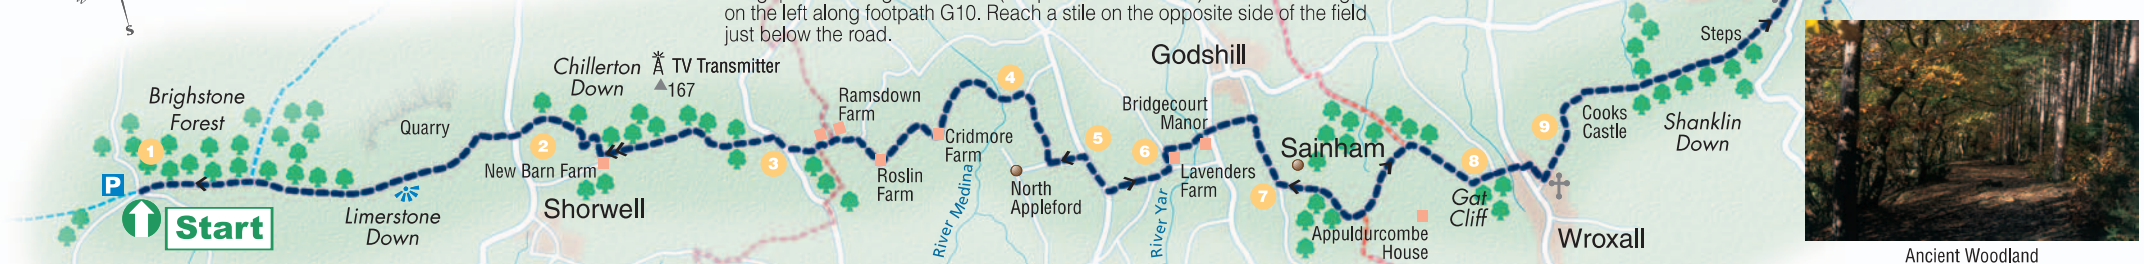 on the left along footpath G10. Reach a stile on the opposite side of the field
just below the road.
S
Brighstone
Forest
1
P
Start
Quarry
Limerstone
Down
2
New Barn Farm
Shorwell
Chillerton
Down
TV Transmitter
167
3
Ramsdown
Farm
Roslin
Farm
Cridmore
Farm
River Medina
4
North
Appleford
5
6
Bridgecourt
Manor
Lavenders
Farm
River Yar
Godshill
7
Sainham
Appuldurcombe
House
8
Gat
Cliff
9
Wroxall
Cooks
Castle
Shanklin
Down
Steps
Ancient Woodland